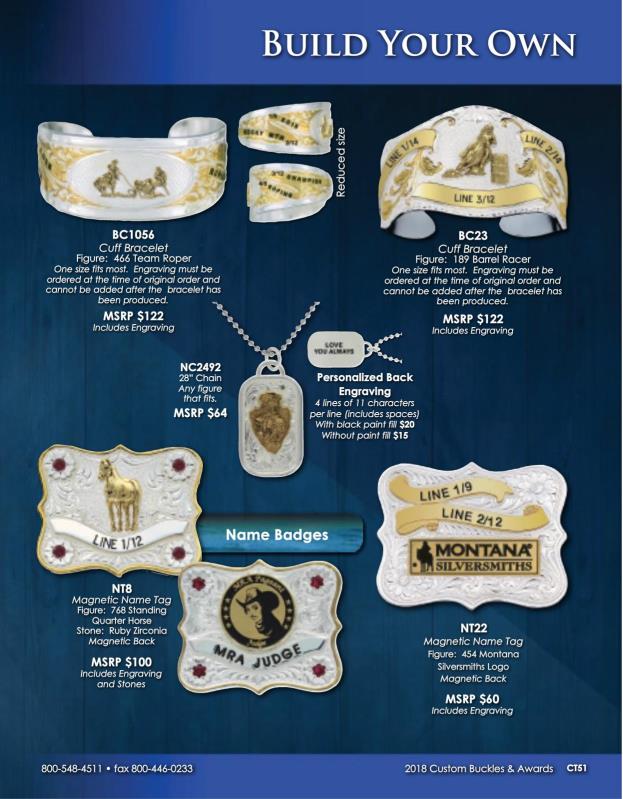 BUILD YOUR OWN
Reduced size
LINE 1/14
LINE 2/14
LINE 3/12
BC1056
Cuff Bracelet
Figure: 466 Team Roper
One size fits most. Engraving must be
ordered at the time of original order and
cannot be added after the bracelet has
been produced.
MSRP $122
Includes Engraving
BC23
Cuff Bracelet
Figure: 189 Barrel Racer
One size fits most. Engraving must be
ordered at the time of original order and
cannot be added after the bracelet has
been produced.
MSRP $122
Includes Engraving
NC2492
28" Chain
Any figure
that fits.
MSRP $64
LOVE
YOU ALWAYS
Personalized Back
Engraving
4 lines of 11 characters
per line (includes spaces)
With black paint fill $20
Without paint fill $15
LINE 1/12
Name Badges
LINE 1/9
LINE 2/12
MONTANA
SILVERSMITHS
NT8
Magnetic Name Tag
Figure: 768 Standing
Quarter Horse
Stone: Ruby Zirconia
Magnetic Back
MSRP $100
Includes Engraving
and Stones
MRA JUDGE
NT22
Magnetic Name Tag
Figure: 454 Montana
Silversmiths Logo
Magnetic Back
MSRP $60
Includes Engraving
800-548-4511 • fax 800-446-0233
2018 Custom Buckles & Awards CT51